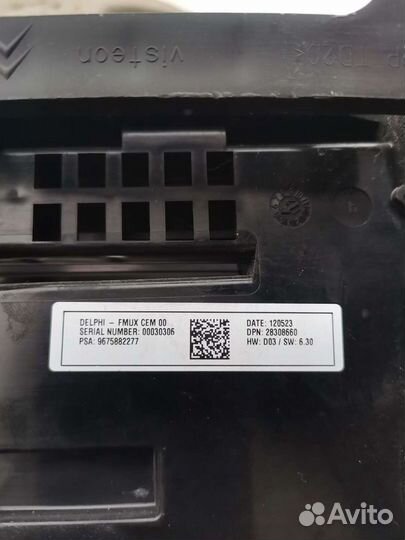 visteon
DELPHI - FMUX CEM 00
SERIAL NUMBER: 00030306
PSA: 9675882277
DATE: 120523
DPN: 28308660
HW: D03 / SW: 6.30
Avito